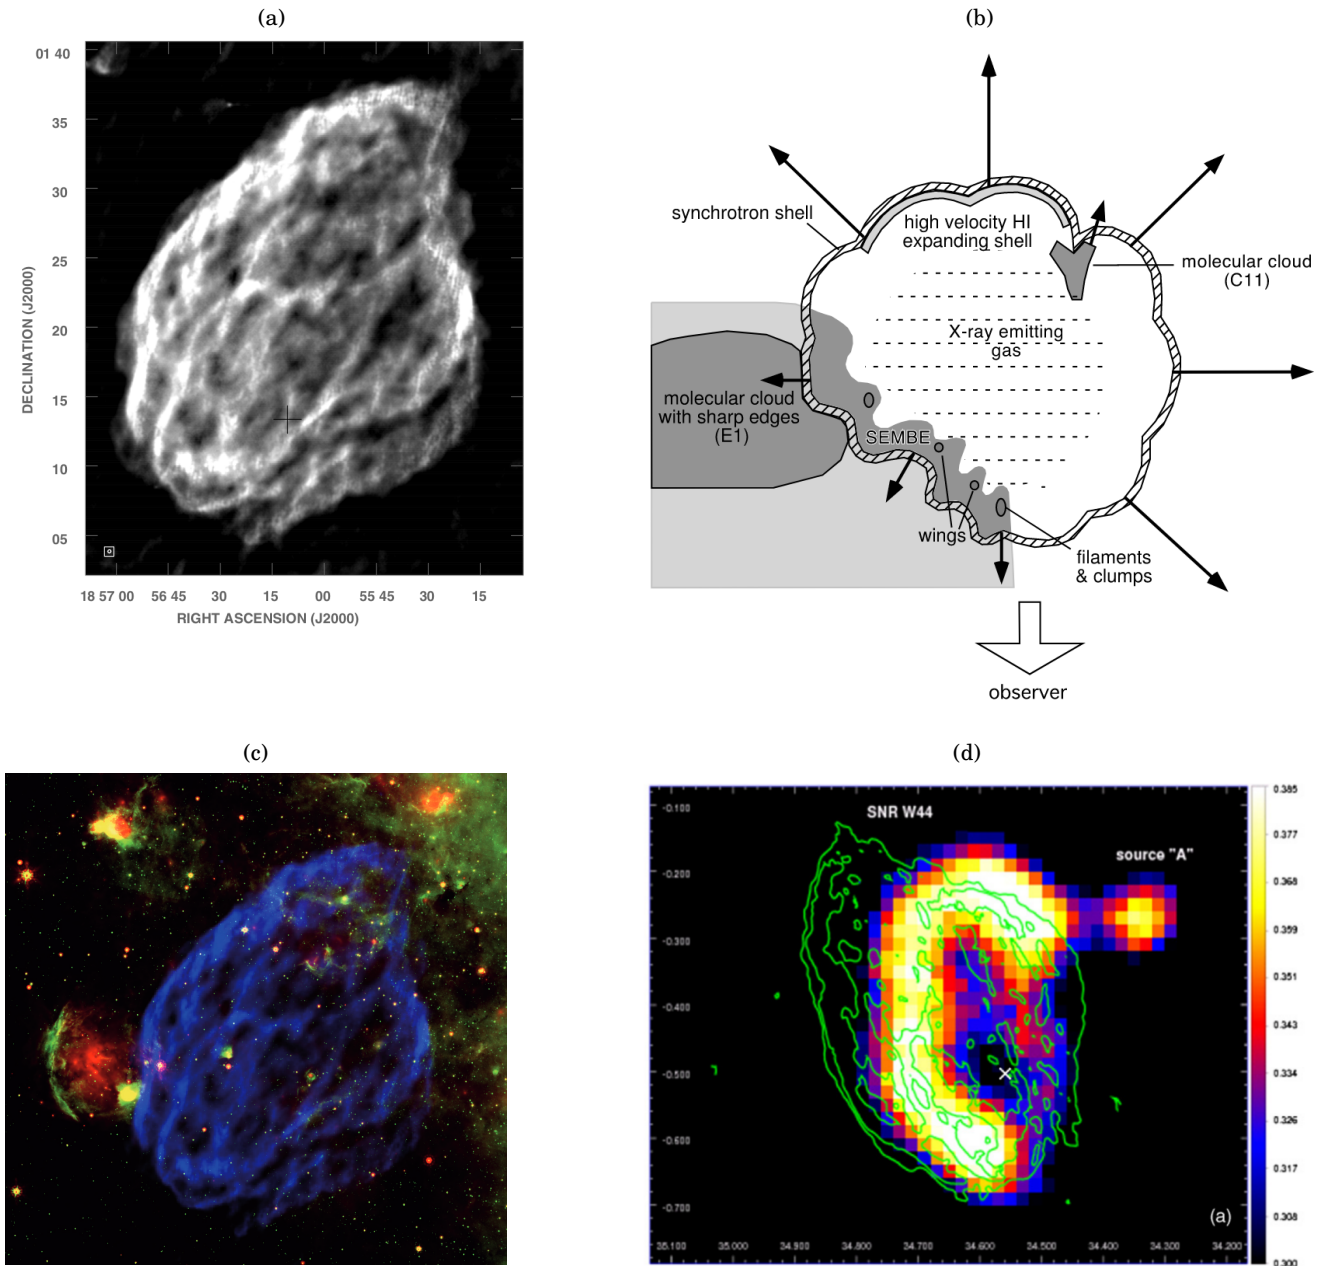 (a)
01 40
35
30
25
20
15
10
05
DECLINATION (J2000)
18 57 00 56 45 30 15 00 55 45 30 15
RIGHT ASCENSION (J2000)
(b)
synchrotron shell
high velocity HI
expanding shell
molecular cloud
(C11)
X-ray emitting
gas
molecular cloud
with sharp edges
(E1)
SEMBE
wings
filaments
& clumps
observer
(c)
(d)
SNR W44
source "A"
-0.100
-0.200
-0.300
-0.400
-0.500
-0.600
-0.700
35.100 35.000 34.900 34.800 34.700 34.600 34.500 34.400 34.300 34.200
(a)
0.385
0.377
0.368
0.359
0.351
0.343
0.334
0.326
0.317
0.308
0.300